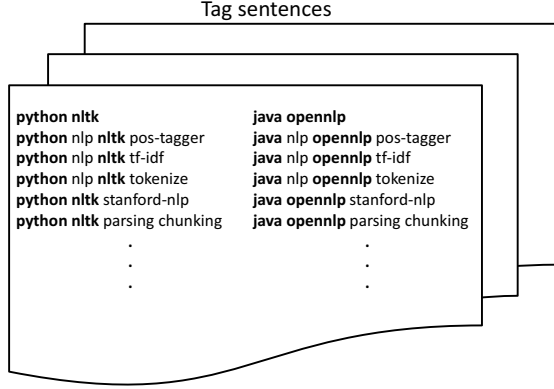 Tag sentences
python nltk
python nlp nltk pos-tagger
python nlp nltk tf-idf
python nlp nltk tokenize
python nltk stanford-nlp
python nltk parsing chunking
.
.
.
java opennlp
java nlp opennlp pos-tagger
java nlp opennlp tf-idf
java nlp opennlp tokenize
java opennlp stanford-nlp
java opennlp parsing chunking
.
.
.